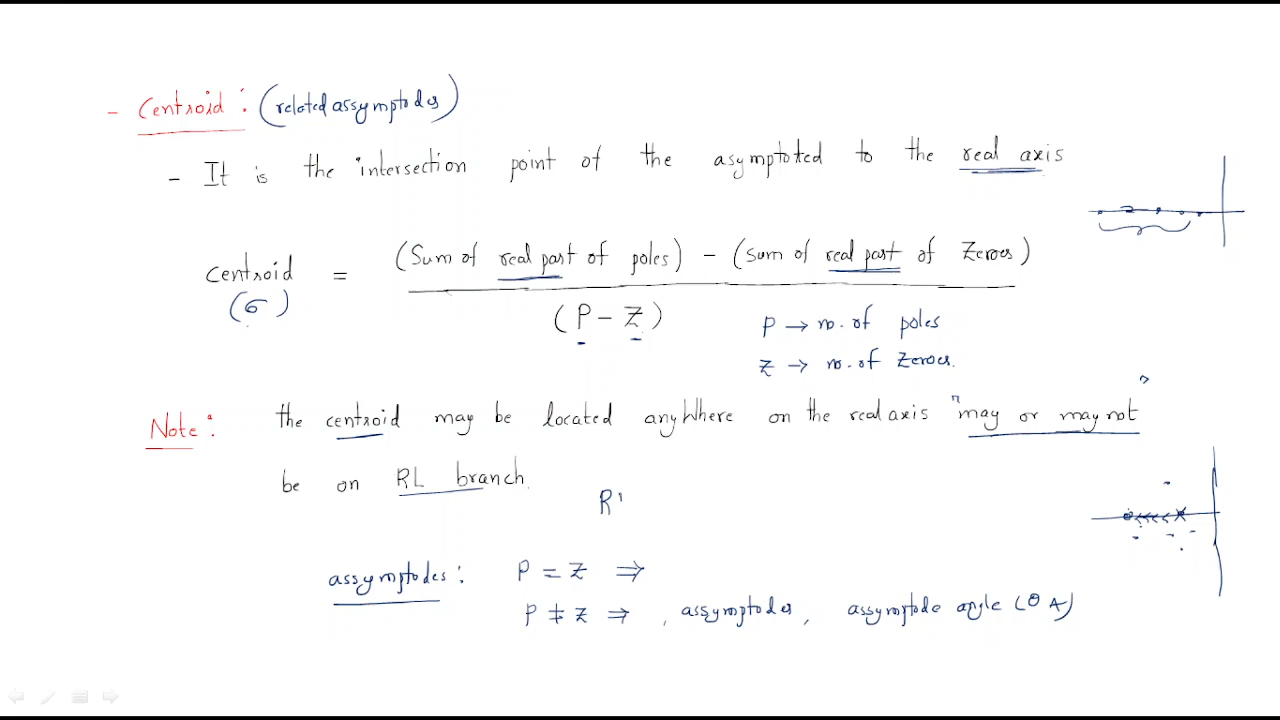 - Centroid : (related assymptodes)
- It is the intersection point of the asymptoted to the real axis
centroid = (Sum of real part of poles) - (sum of real part of Zeroes)
(σ)
(P - Z)
P → no. of poles
Z → no. of Zeroes.
Note: the centroid may be located anyWhere on the real axis "may or may not"
be on RL branch.
R'
assymptodes: P = Z ⇒
P ≠ Z ⇒ , assymptodes, assymptode angle (θA)